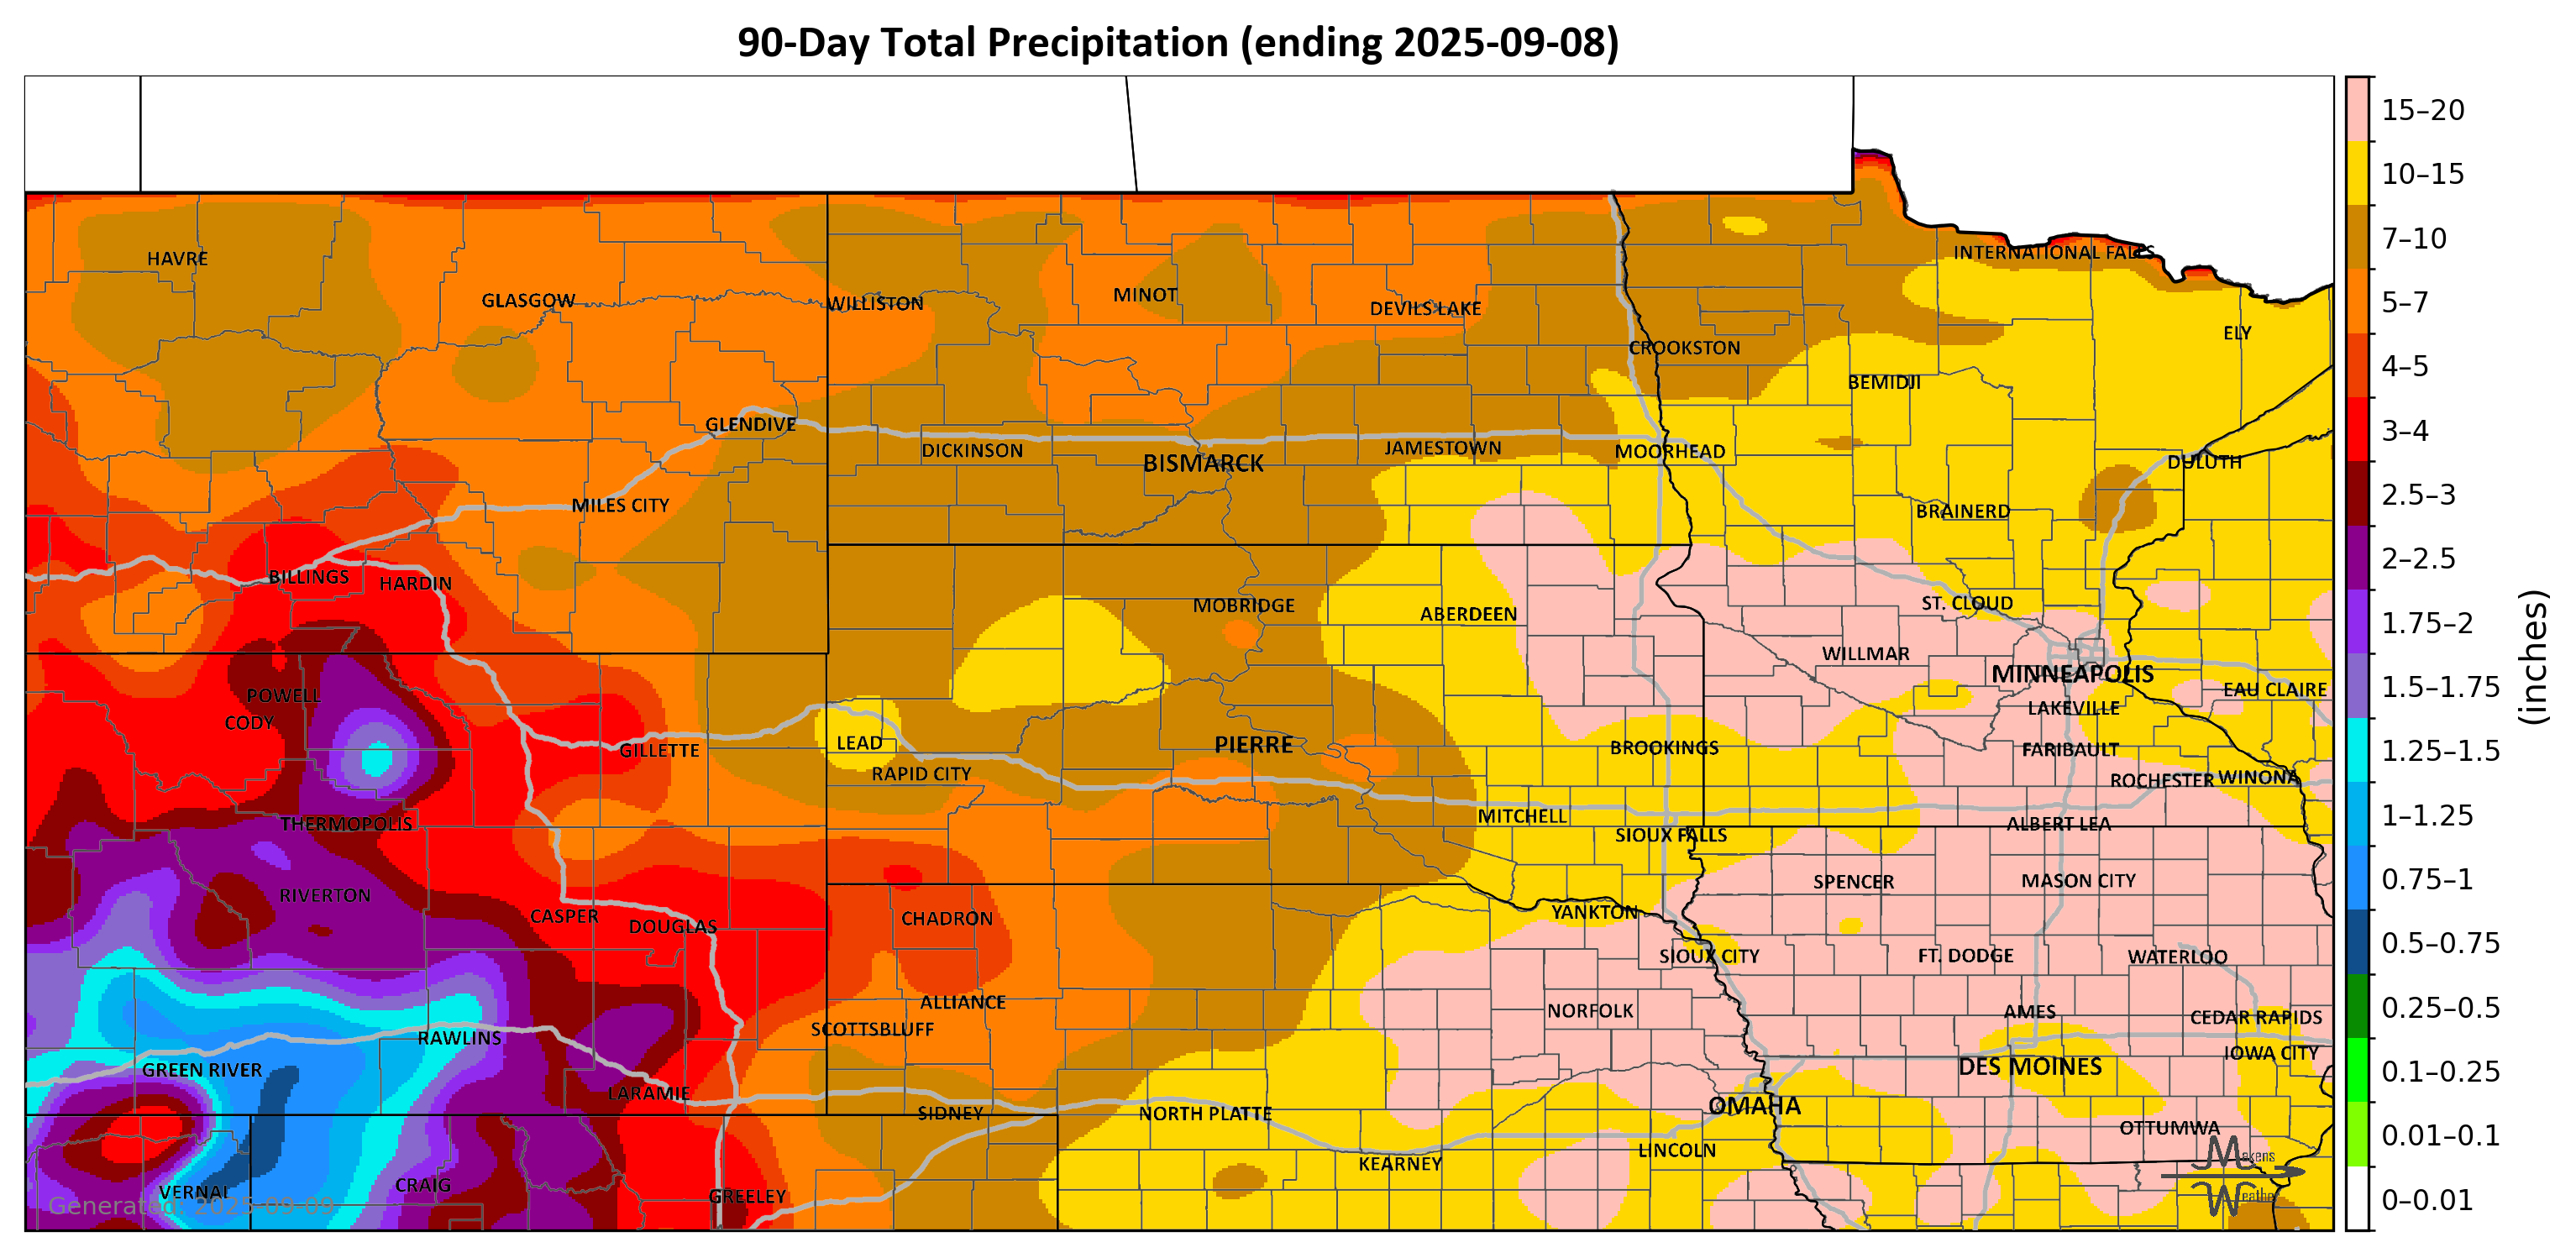 90-Day Total Precipitation (ending 2025-09-08)
15–20
10–15
7–10
5–7
4–5
3–4
2.5–3
2–2.5
1.75–2
1.5–1.75
1.25–1.5
1–1.25
0.75–1
0.5–0.75
0.25–0.5
0.1–0.25
0.01–0.1
0–0.01
(inches)
INTERNATIONAL FALLS
HAVRE
GLASGOW
WILLISTON
MINOT
DEVILS LAKE
ELY
CROOKSTON
BEMIDJI
GLENDIVE
DICKINSON
BISMARCK
JAMESTOWN
MOORHEAD
DULUTH
MILES CITY
BRAINERD
BILLINGS
HARDIN
MOBRIDGE
ABERDEEN
ST. CLOUD
WILLMAR
MINNEAPOLIS
POWELL
EAU CLAIRE
CODY
LAKEVILLE
LEAD
PIERRE
BROOKINGS
FARIBAULT
GILLETTE
RAPID CITY
ROCHESTER
WINONA
THERMOPOLIS
MITCHELL
ALBERT LEA
SIOUX FALLS
RIVERTON
SPENCER
MASON CITY
CASPER
DOUGLAS
CHADRON
YANKTON
SIOUX CITY
FT. DODGE
WATERLOO
ALLIANCE
NORFOLK
AMES
CEDAR RAPIDS
SCOTTSBLUFF
RAWLINS
IOWA CITY
GREEN RIVER
DES MOINES
LARAMIE
SIDNEY
NORTH PLATTE
OMAHA
OTTUMWA
LINCOLN
KEARNEY
VERNAL
CRAIG
GREELEY
Generated: 2025-09-09
Makens
Weather